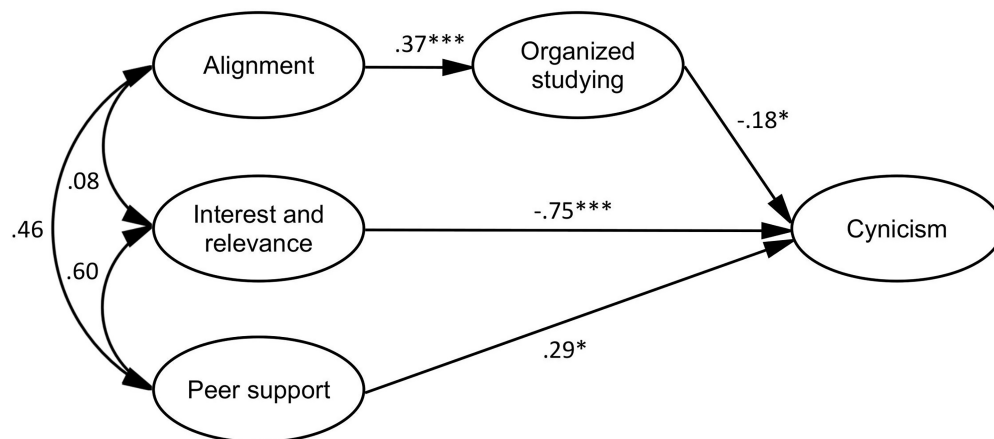 .37***
Alignment
Organized
studying
-.18*
.08
Interest and
relevance
-.75***
Cynicism
.46
.60
.29*
Peer support